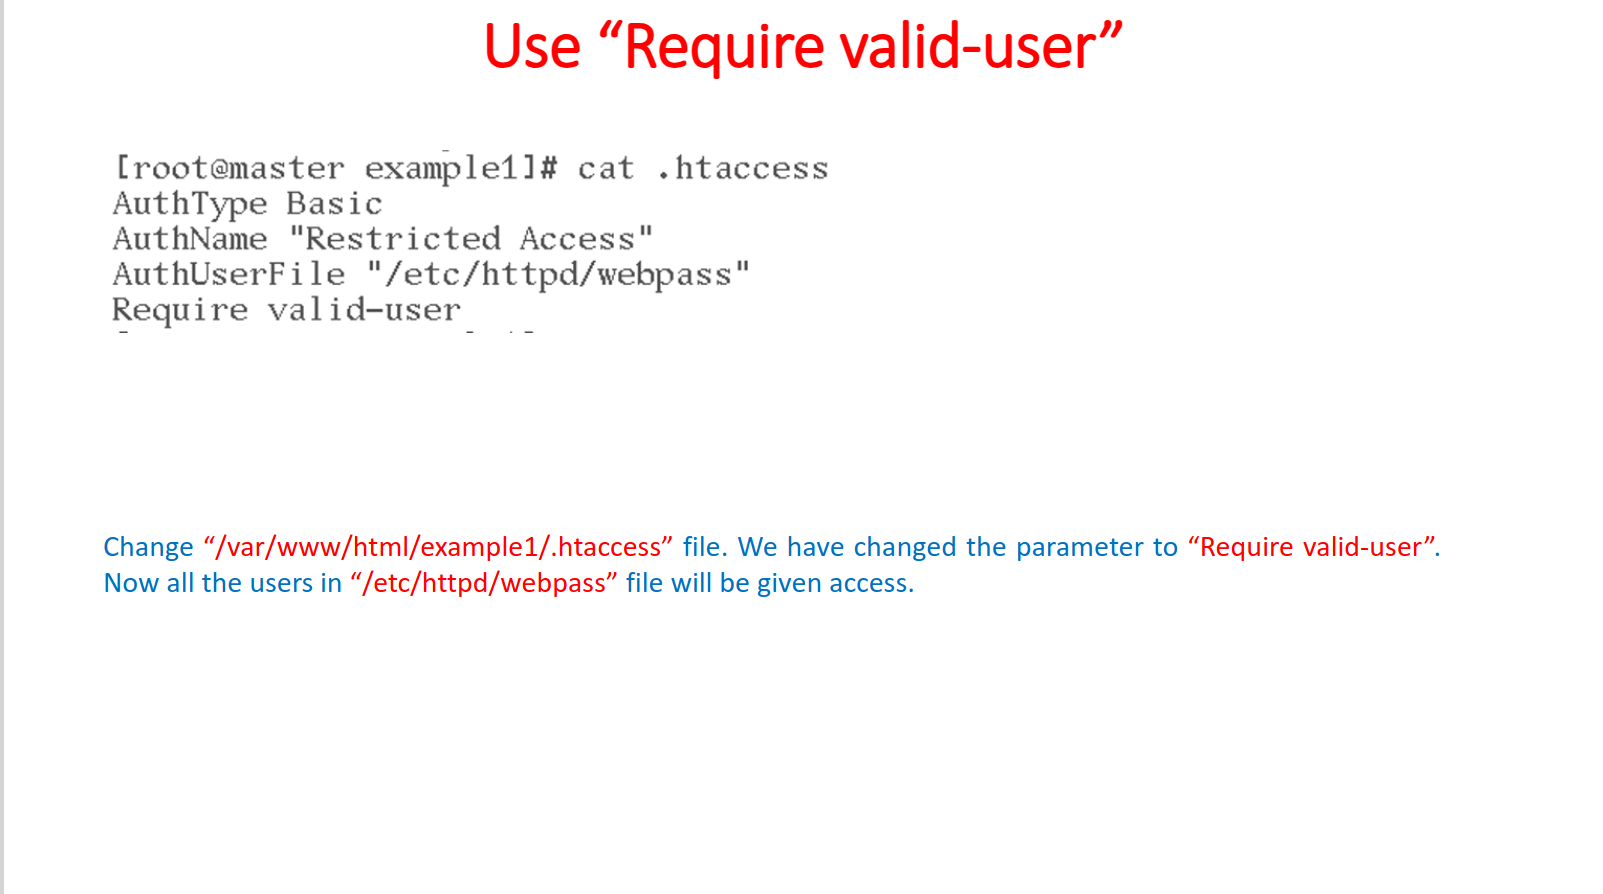 Use “Require valid-user”
[root@master example1]# cat .htaccess
AuthType Basic
AuthName "Restricted Access"
AuthUserFile "/etc/httpd/webpass"
Require valid-user
Change “/var/www/html/example1/.htaccess” file. We have changed the parameter to “Require valid-user”.
Now all the users in “/etc/httpd/webpass” file will be given access.